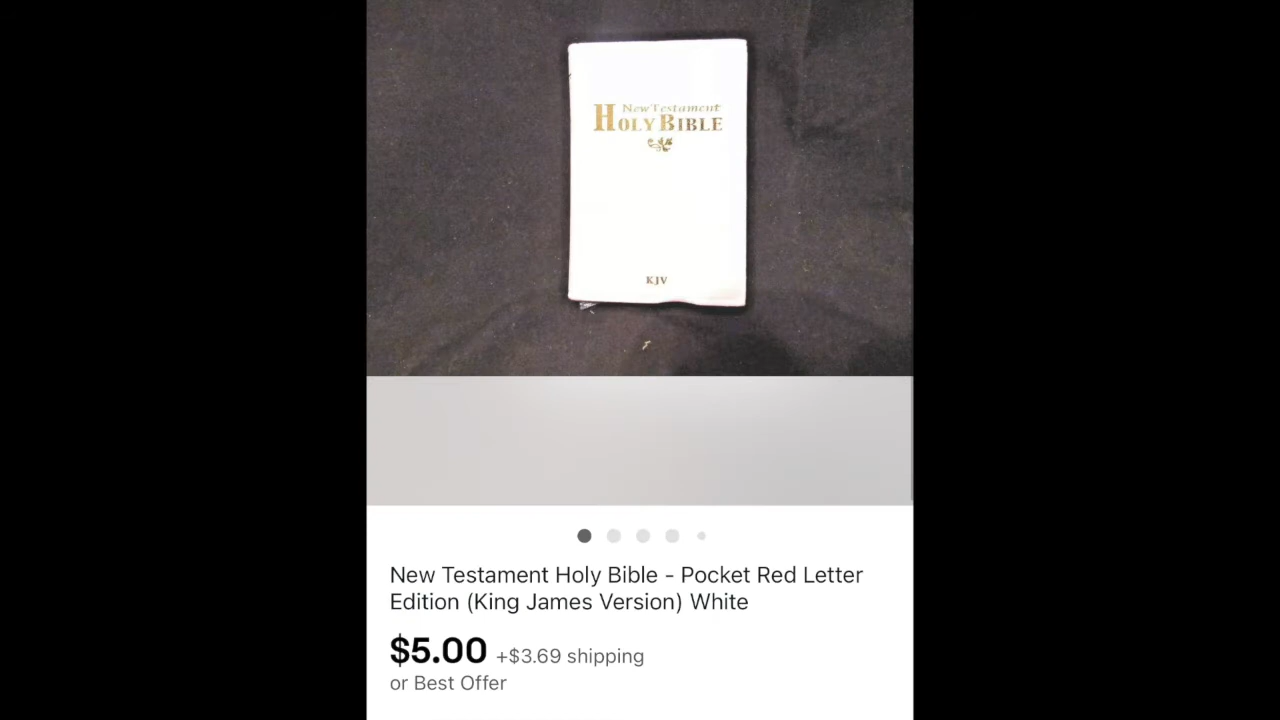 New Testament
HOLY BIBLE
KJV
New Testament Holy Bible - Pocket Red Letter
Edition (King James Version) White
$5.00 +$3.69 shipping
or Best Offer